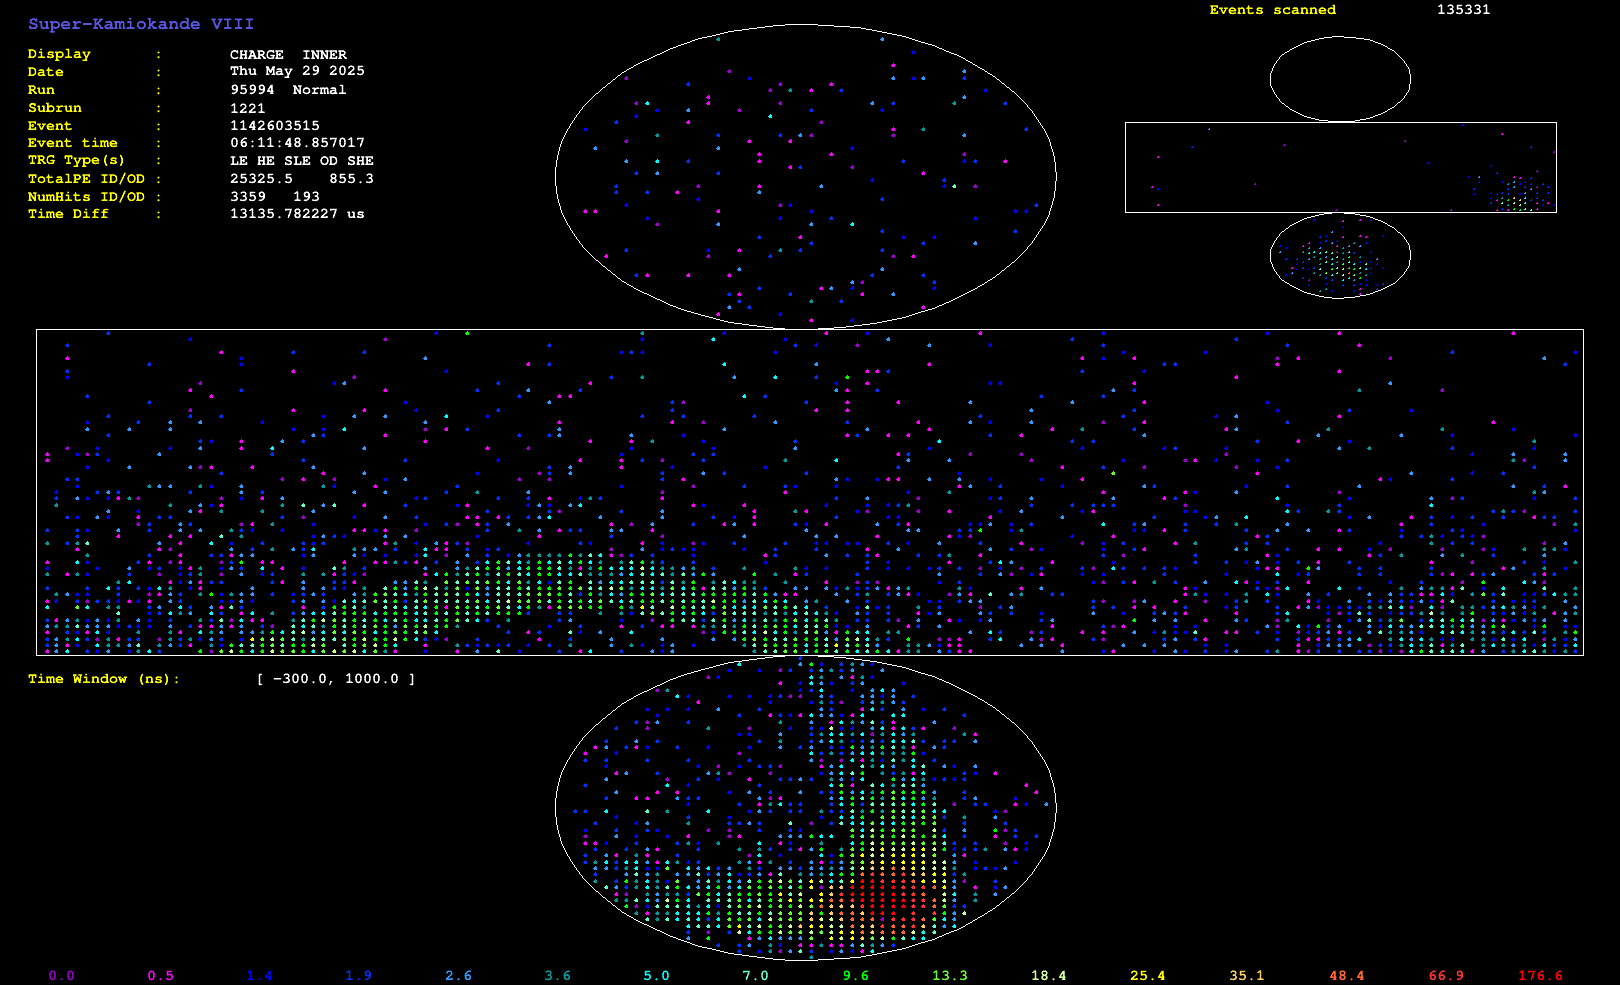 Super-Kamiokande VIII
Events scanned 135331
Display : CHARGE INNER
Date : Thu May 29 2025
Run : 95994 Normal
Subrun : 1221
Event : 1142603515
Event time : 06:11:48.857017
TRG Type(s) : LE HE SLE OD SHE
TotalPE ID/OD : 25325.5 855.3
NumHits ID/OD : 3359 193
Time Diff : 13135.782227 us
Time Window (ns): [ -300.0, 1000.0 ]
0.0 0.5 1.4 1.9 2.6 3.6 5.0 7.0 9.6 13.3 18.4 25.4 35.1 48.4 66.9 176.6